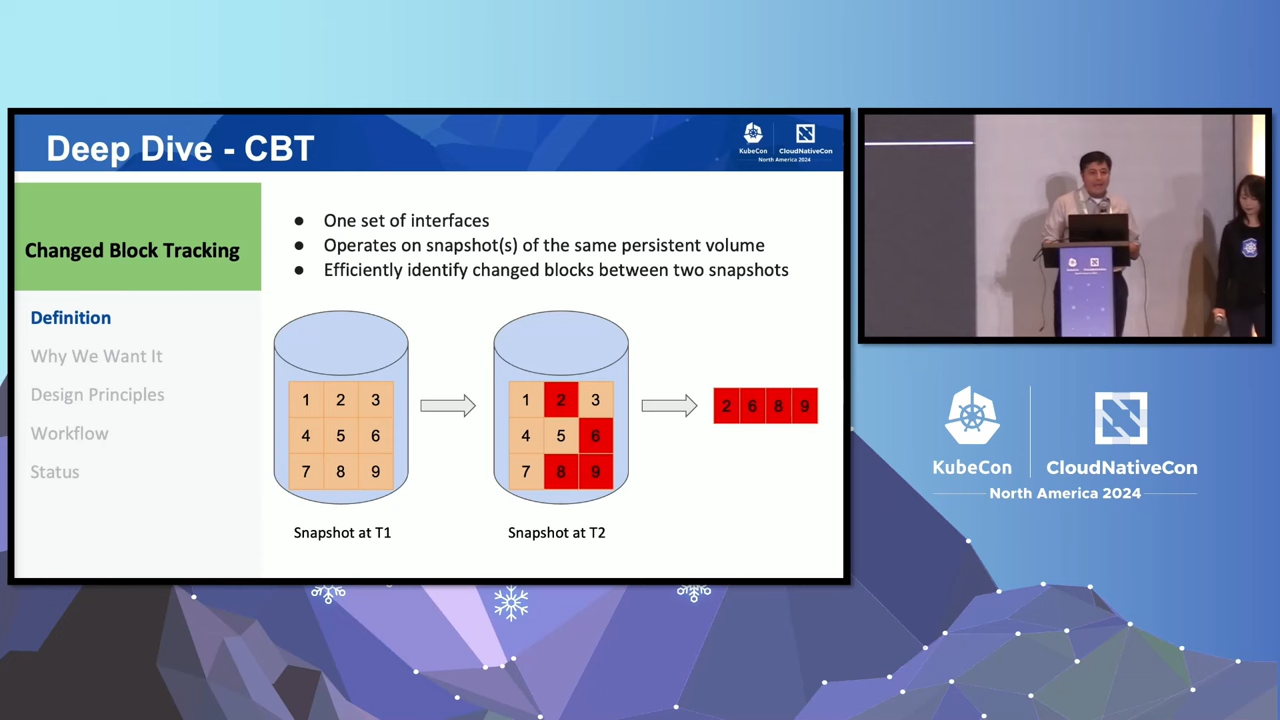 Deep Dive - CBT
KubeCon
CloudNativeCon
North America 2024
Changed Block Tracking
Definition
Why We Want It
Design Principles
Workflow
Status
● One set of interfaces
● Operates on snapshot(s) of the same persistent volume
● Efficiently identify changed blocks between two snapshots
1 2 3
4 5 6
7 8 9
Snapshot at T1
1 2 3
4 5 6
7 8 9
Snapshot at T2
2 6 8 9
KubeCon
CloudNativeCon
North America 2024